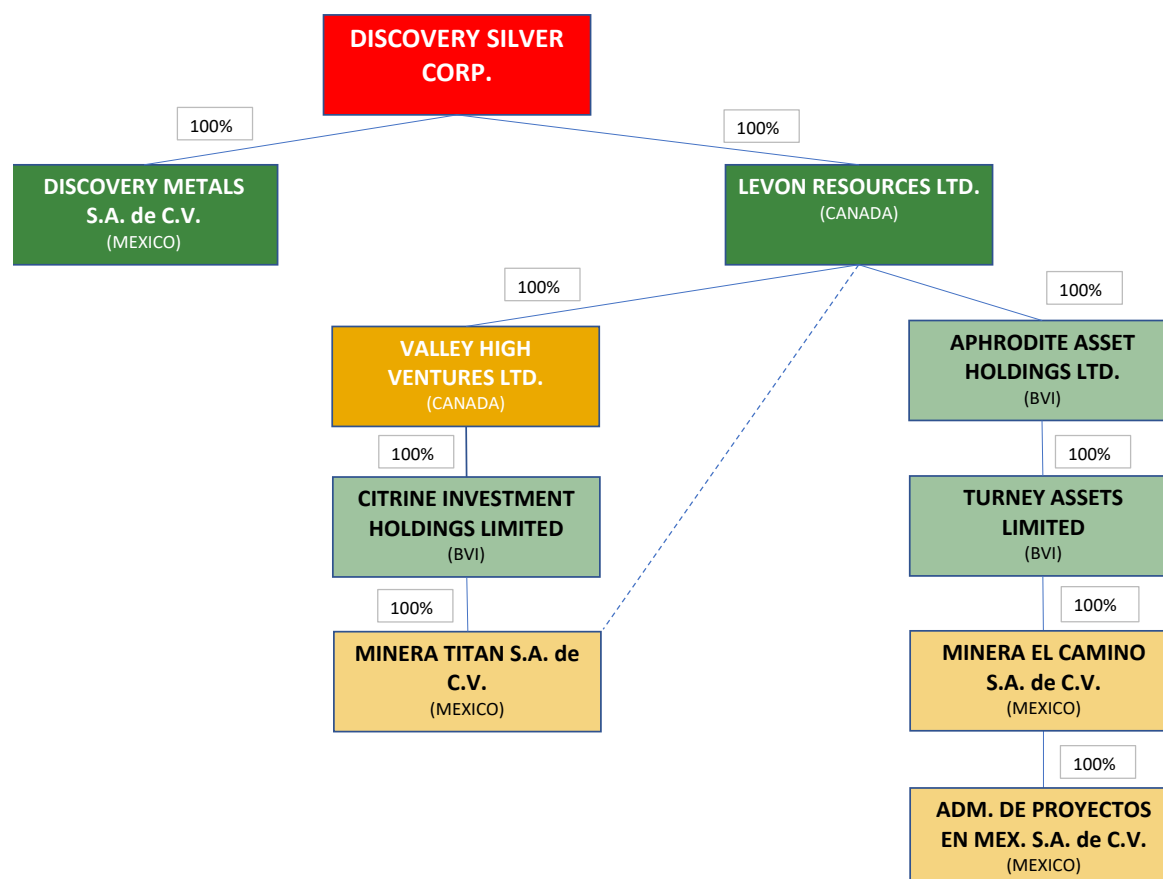 DISCOVERY SILVER
CORP.
100%
100%
DISCOVERY METALS
S.A. de C.V.
(MEXICO)
LEVON RESOURCES LTD.
(CANADA)
100%
100%
VALLEY HIGH
VENTURES LTD.
(CANADA)
APHRODITE ASSET
HOLDINGS LTD.
(BVI)
100%
100%
CITRINE INVESTMENT
HOLDINGS LIMITED
(BVI)
TURNEY ASSETS
LIMITED
(BVI)
100%
100%
MINERA TITAN S.A. de
C.V.
(MEXICO)
MINERA EL CAMINO
S.A. de C.V.
(MEXICO)
100%
ADM. DE PROYECTOS
EN MEX. S.A. de C.V.
(MEXICO)